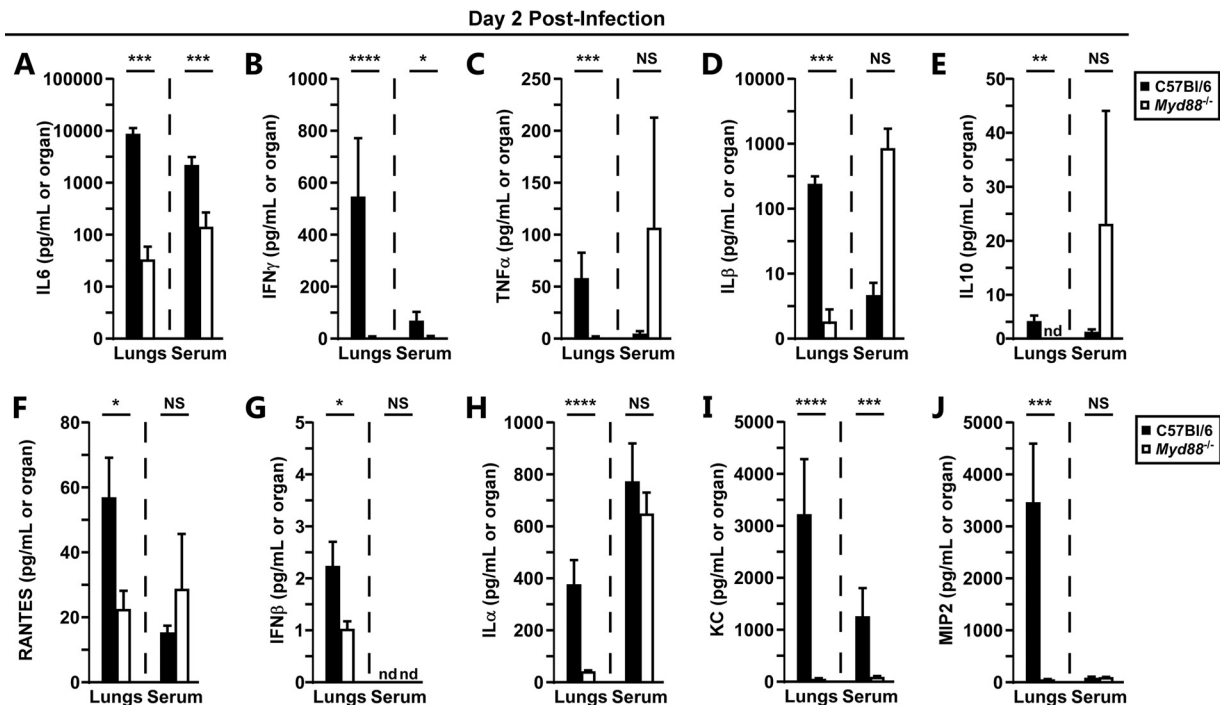 Day 2 Post-Infection
A
*** ***
IL6 (pg/mL or organ)
100000
10000
1000
100
10
0
Lungs Serum
B
**** *
IFNγ (pg/mL or organ)
1000
800
600
400
200
0
Lungs Serum
C
*** NS
TNFα (pg/mL or organ)
250
200
150
100
50
0
Lungs Serum
D
*** NS
ILβ (pg/mL or organ)
10000
1000
100
10
0
Lungs Serum
E
** NS
IL10 (pg/mL or organ)
50
40
30
20
10
0
nd
Lungs Serum
C57Bl/6
Myd88-/-
F
* NS
RANTES (pg/mL or organ)
80
60
40
20
0
Lungs Serum
G
* NS
IFNβ (pg/mL or organ)
5
4
3
2
1
0
nd nd
Lungs Serum
H
**** NS
ILα (pg/mL or organ)
1000
800
600
400
200
0
Lungs Serum
I
**** ***
KC (pg/mL or organ)
5000
4000
3000
2000
1000
0
Lungs Serum
J
*** NS
MIP2 (pg/mL or organ)
5000
4000
3000
2000
1000
0
Lungs Serum
C57Bl/6
Myd88-/-